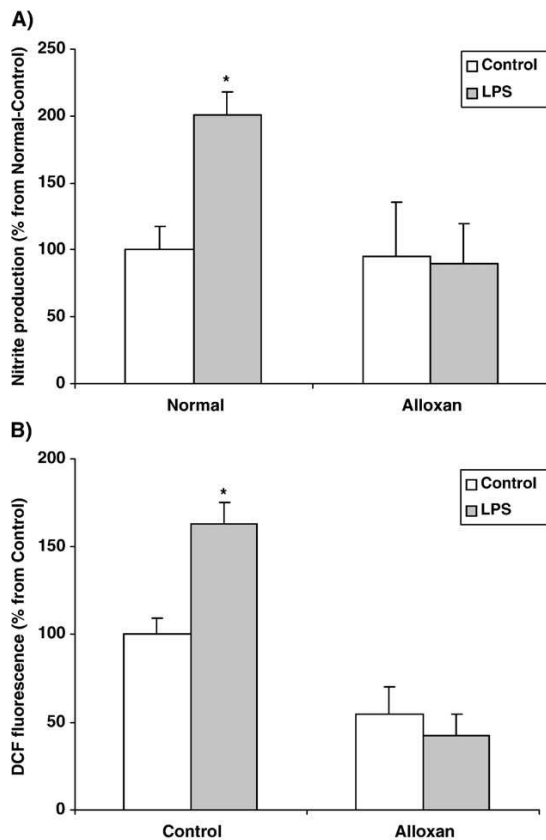 A)
Nitrite production (% from Normal-Control)
250
200
150
100
50
0
*
Control
LPS
Normal
Alloxan
B)
DCF fluorescence (% from Control)
200
150
100
50
0
*
Control
LPS
Control
Alloxan